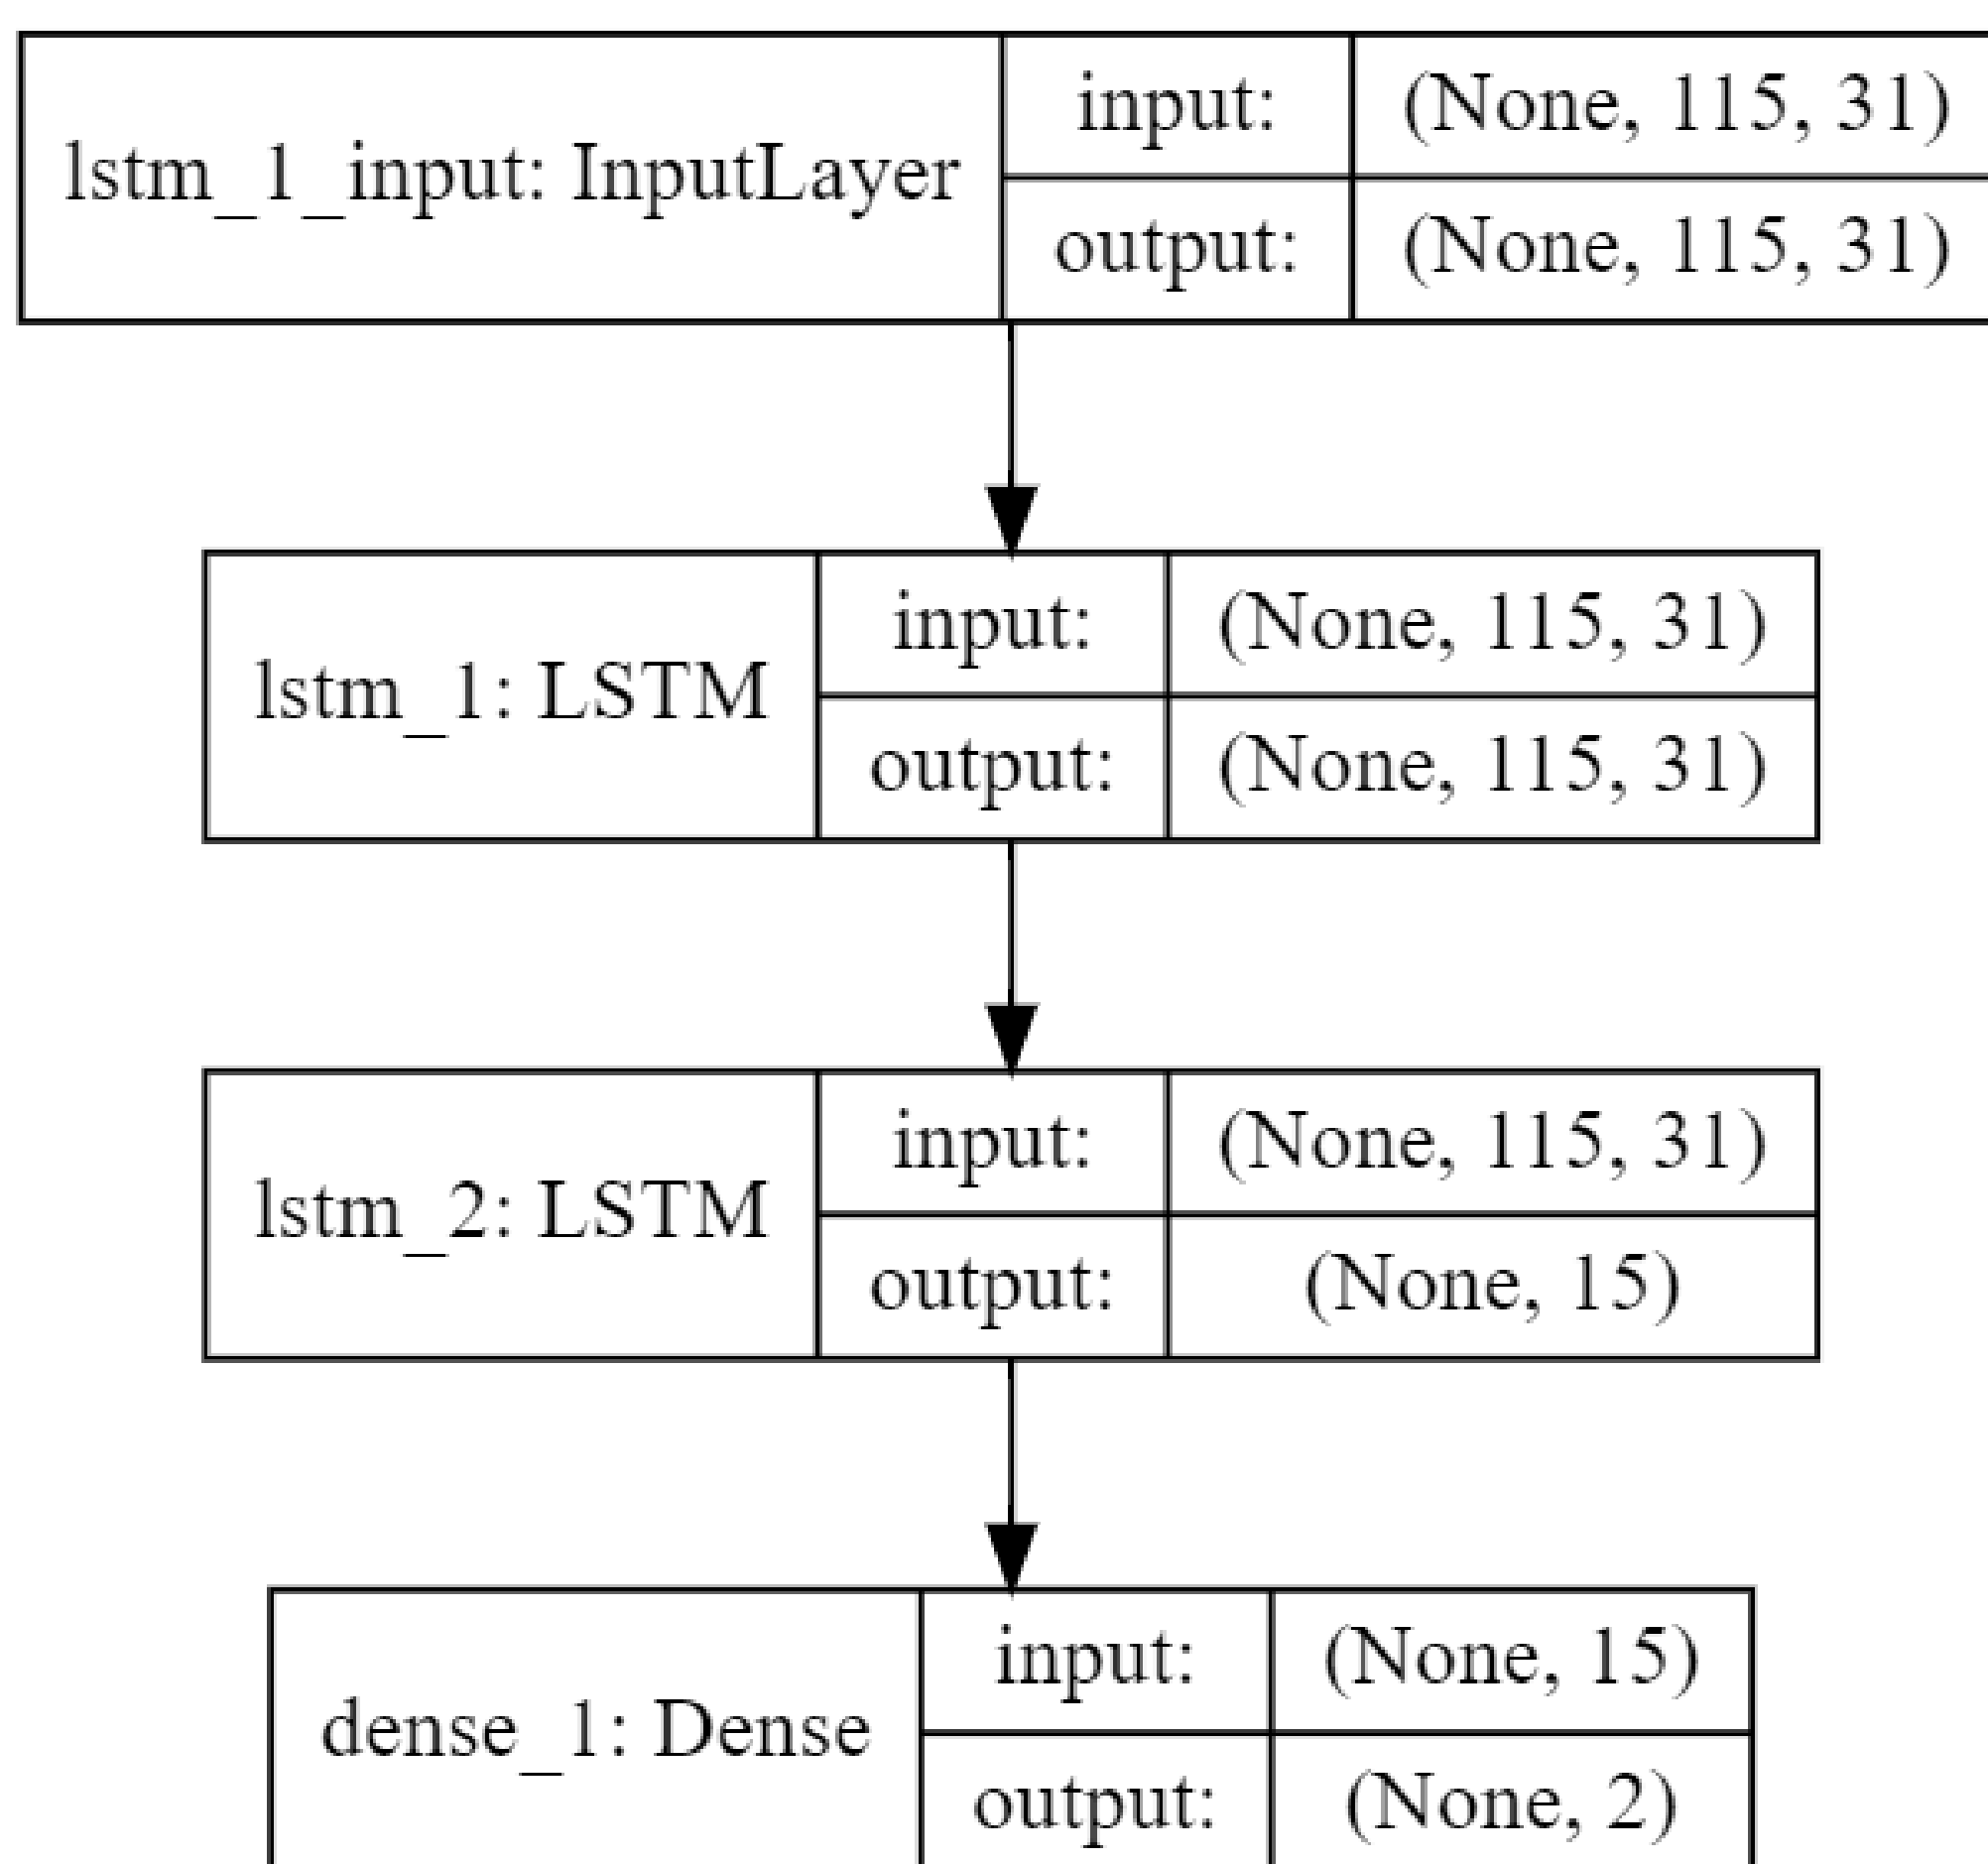 lstm_1_input: InputLayer
input: (None, 115, 31)
output: (None, 115, 31)
lstm_1: LSTM
input: (None, 115, 31)
output: (None, 115, 31)
lstm_2: LSTM
input: (None, 115, 31)
output: (None, 15)
dense_1: Dense
input: (None, 15)
output: (None, 2)